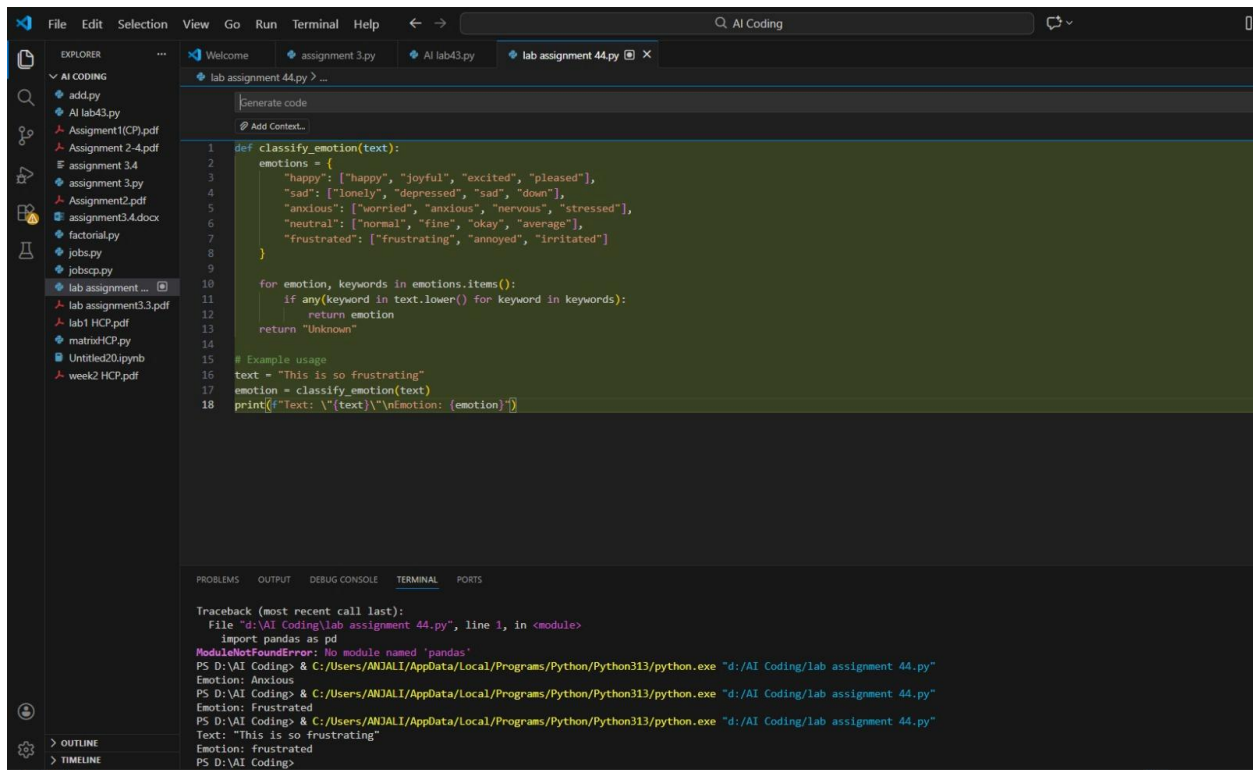 File Edit Selection View Go Run Terminal Help
AI Coding
EXPLORER
Welcome
assignment 3.py
AI lab43.py
lab assignment 44.py
AI CODING
lab assignment 44.py > ...
add.py
AI lab43.py
Assigment1(CP).pdf
Assignment 2-4.pdf
assignment 3.4
assignment 3.py
Assignment2.pdf
assignment3.4.docx
factorial.py
jobs.py
jobscp.py
lab assignment ...
lab assignment3.3.pdf
lab1 HCP.pdf
matrixHCP.py
Untitled20.ipynb
week2 HCP.pdf
OUTLINE
TIMELINE
Generate code
Add Context...
1 def classify_emotion(text):
2     emotions = {
3         "happy": ["happy", "joyful", "excited", "pleased"],
4         "sad": ["lonely", "depressed", "sad", "down"],
5         "anxious": ["worried", "anxious", "nervous", "stressed"],
6         "neutral": ["normal", "fine", "okay", "average"],
7         "frustrated": ["frustrating", "annoyed", "irritated"]
8     }
9
10     for emotion, keywords in emotions.items():
11         if any(keyword in text.lower() for keyword in keywords):
12             return emotion
13     return "Unknown"
14
15 # Example usage
16 text = "This is so frustrating"
17 emotion = classify_emotion(text)
18 print(f"Text: \"{text}\"\nEmotion: {emotion}")
PROBLEMS OUTPUT DEBUG CONSOLE TERMINAL PORTS
Traceback (most recent call last):
  File "d:\AI Coding\lab assignment 44.py", line 1, in <module>
    import pandas as pd
ModuleNotFoundError: No module named 'pandas'
PS D:\AI Coding> & C:/Users/ANJALI/AppData/Local/Programs/Python/Python313/python.exe "d:/AI Coding/lab assignment 44.py"
Emotion: Anxious
PS D:\AI Coding> & C:/Users/ANJALI/AppData/Local/Programs/Python/Python313/python.exe "d:/AI Coding/lab assignment 44.py"
Emotion: Frustrated
PS D:\AI Coding> & C:/Users/ANJALI/AppData/Local/Programs/Python/Python313/python.exe "d:/AI Coding/lab assignment 44.py"
Text: "This is so frustrating"
Emotion: frustrated
PS D:\AI Coding>